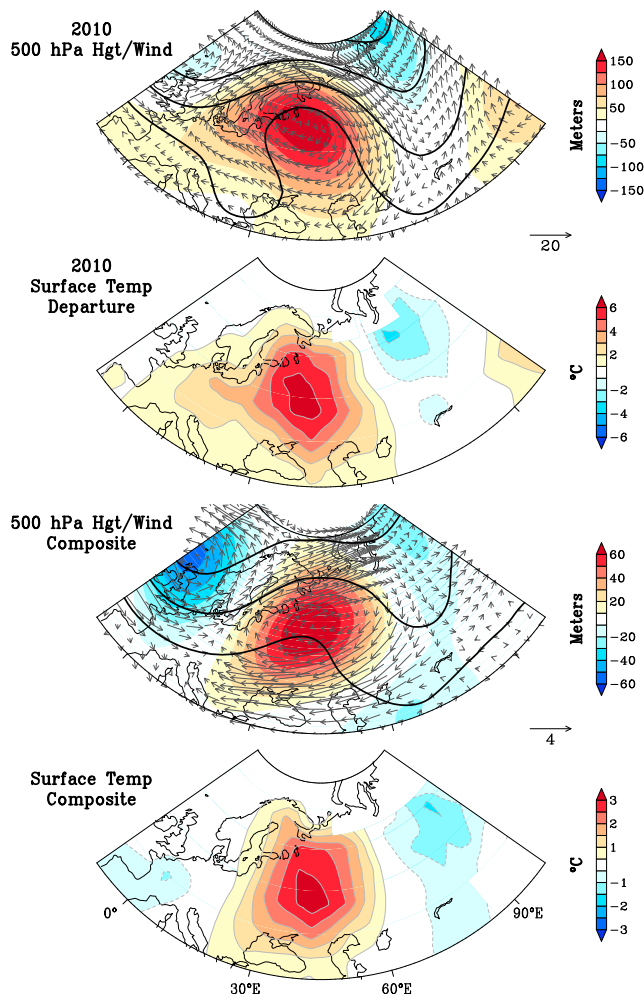 2010
500 hPa Hgt/Wind
150
100
50
−50
−100
−150
Meters
20
2010
Surface Temp
Departure
6
4
2
−2
−4
−6
°C
500 hPa Hgt/Wind
Composite
60
40
20
−20
−40
−60
Meters
4
Surface Temp
Composite
3
2
1
−1
−2
−3
°C
0°
90°E
30°E
60°E